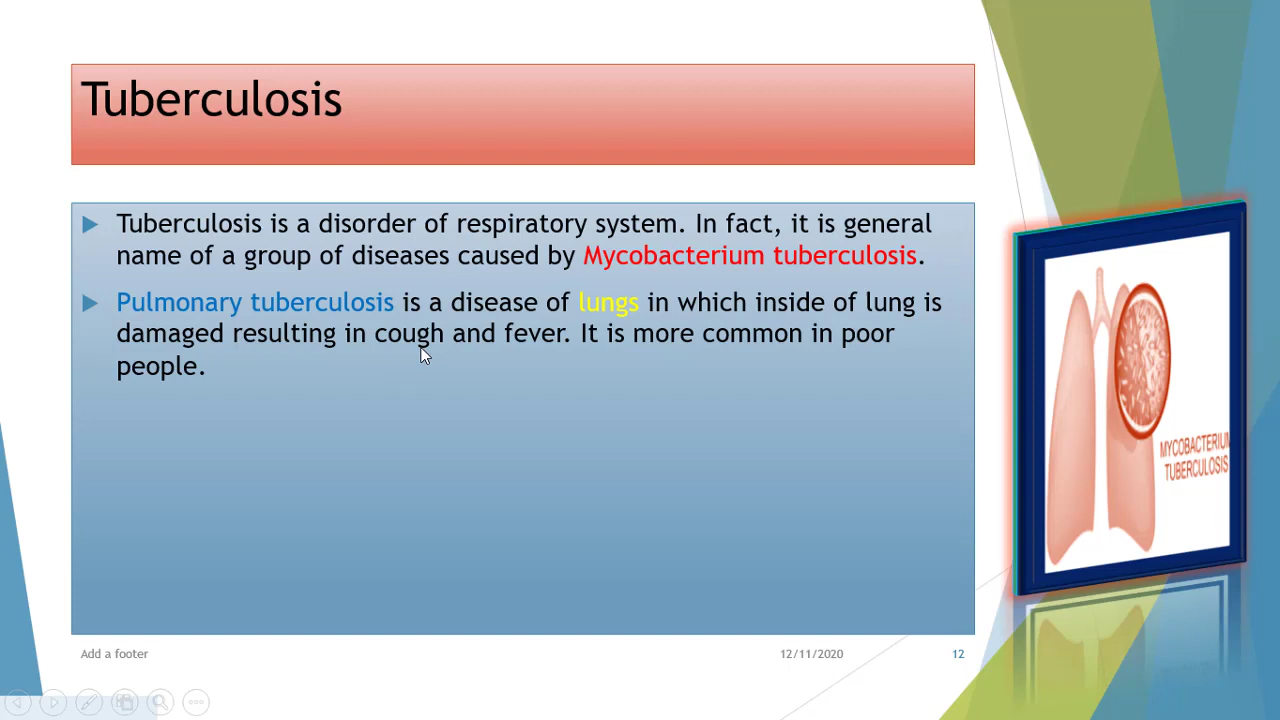 Tuberculosis
Tuberculosis is a disorder of respiratory system. In fact, it is general
name of a group of diseases caused by Mycobacterium tuberculosis.
Pulmonary tuberculosis is a disease of lungs in which inside of lung is
damaged resulting in cough and fever. It is more common in poor
people.
MYCOBACTERIUM
TUBERCULOSIS
Add a footer
12/11/2020
12